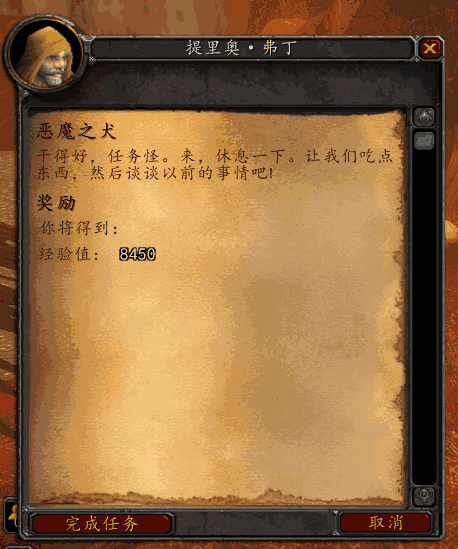 提里奥·弗丁
恶魔之犬
干得好，任务怪。来，休息一下。让我们吃点
东西，然后谈谈以前的事情吧!
奖励
你将得到：
经验值： 8450
完成任务
取消